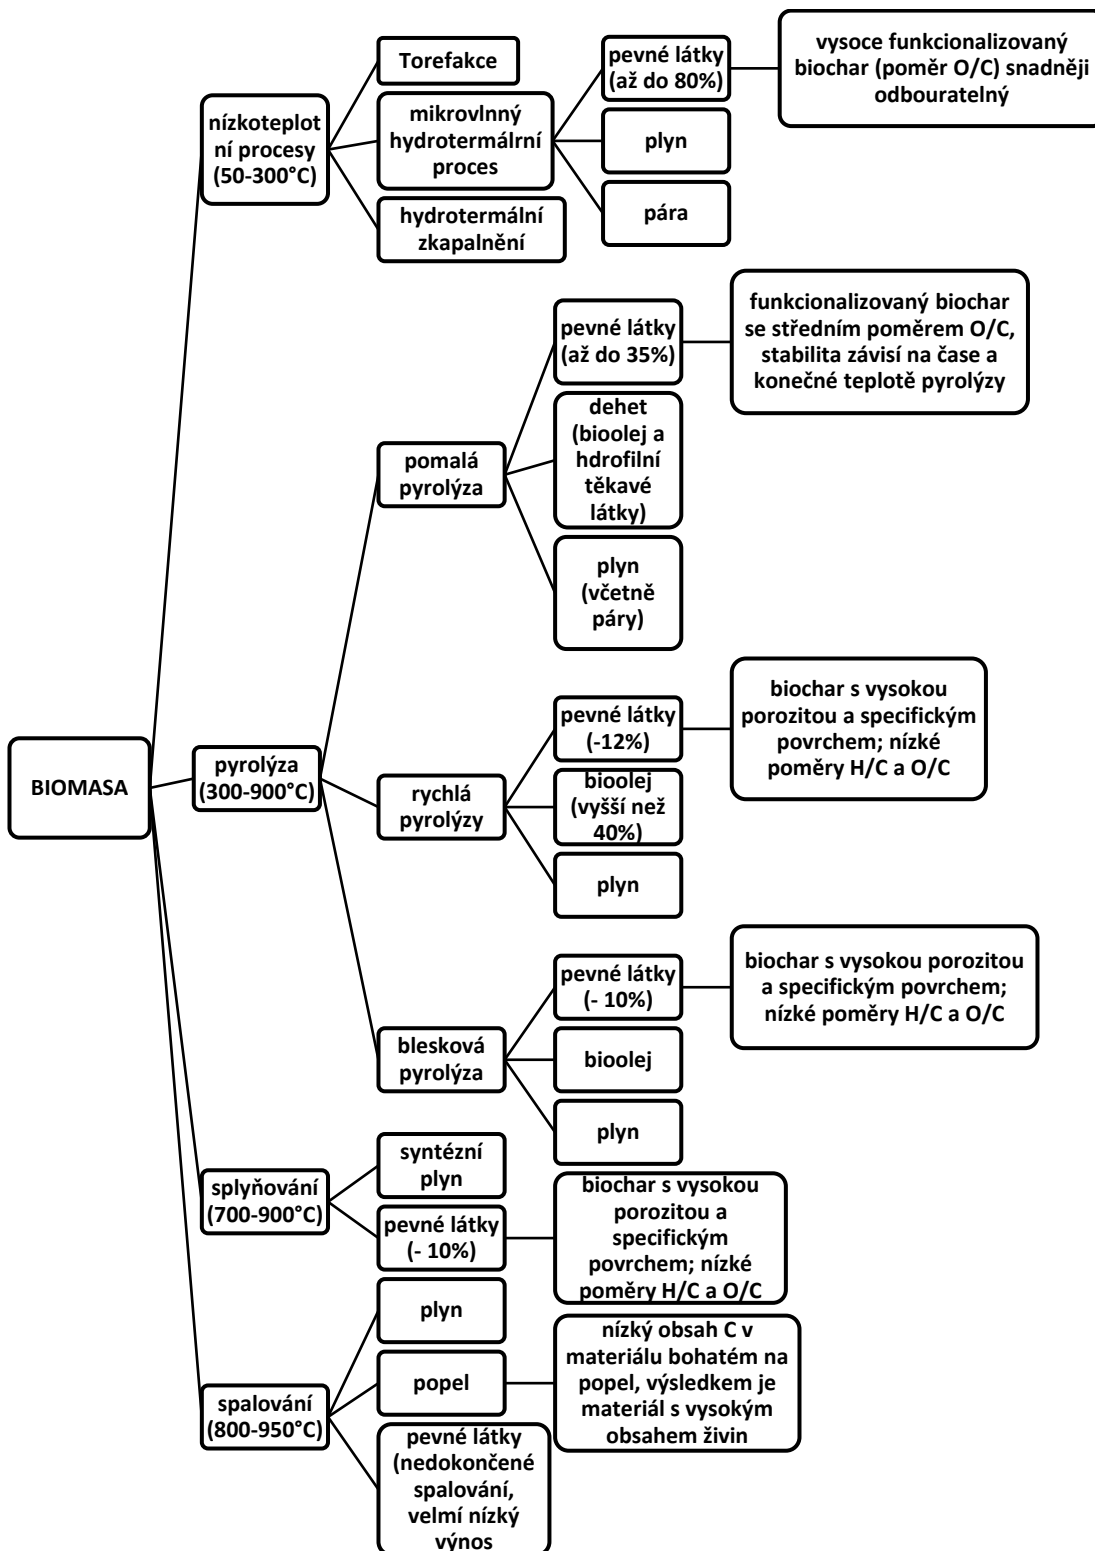 BIOMASA
nízkoteplot
ní procesy
(50-300°C)
Torefakce
mikrovlnný
hydrotermálrní
proces
pevné látky
(až do 80%)
vysoce funkcionalizovaný
biochar (poměr O/C) snadněji
odbouratelný
plyn
pára
hydrotermální
zkapalnění
pyrolýza
(300-900°C)
pomalá
pyrolýza
pevné látky
(až do 35%)
funkcionalizovaný biochar
se středním poměrem O/C,
stabilita závisí na čase a
konečné teplotě pyrolýzy
dehet
(bioolej a
hdrofilní
těkavé
látky)
plyn
(včetně
páry)
rychlá
pyrolýzy
pevné látky
(-12%)
biochar s vysokou
porozitou a specifickým
povrchem; nízké
poměry H/C a O/C
bioolej
(vyšší než
40%)
plyn
blesková
pyrolýza
pevné látky
(- 10%)
biochar s vysokou porozitou
a specifickým povrchem;
nízké poměry H/C a O/C
bioolej
plyn
splyňování
(700-900°C)
syntézní
plyn
pevné látky
(- 10%)
biochar s vysokou
porozitou a
specifickým
povrchem; nízké
poměry H/C a O/C
spalování
(800-950°C)
plyn
popel
nízký obsah C v
materiálu bohatém na
popel, výsledkem je
materiál s vysokým
obsahem živin
pevné látky
(nedokončené
spalování,
velmí nízký
výnos